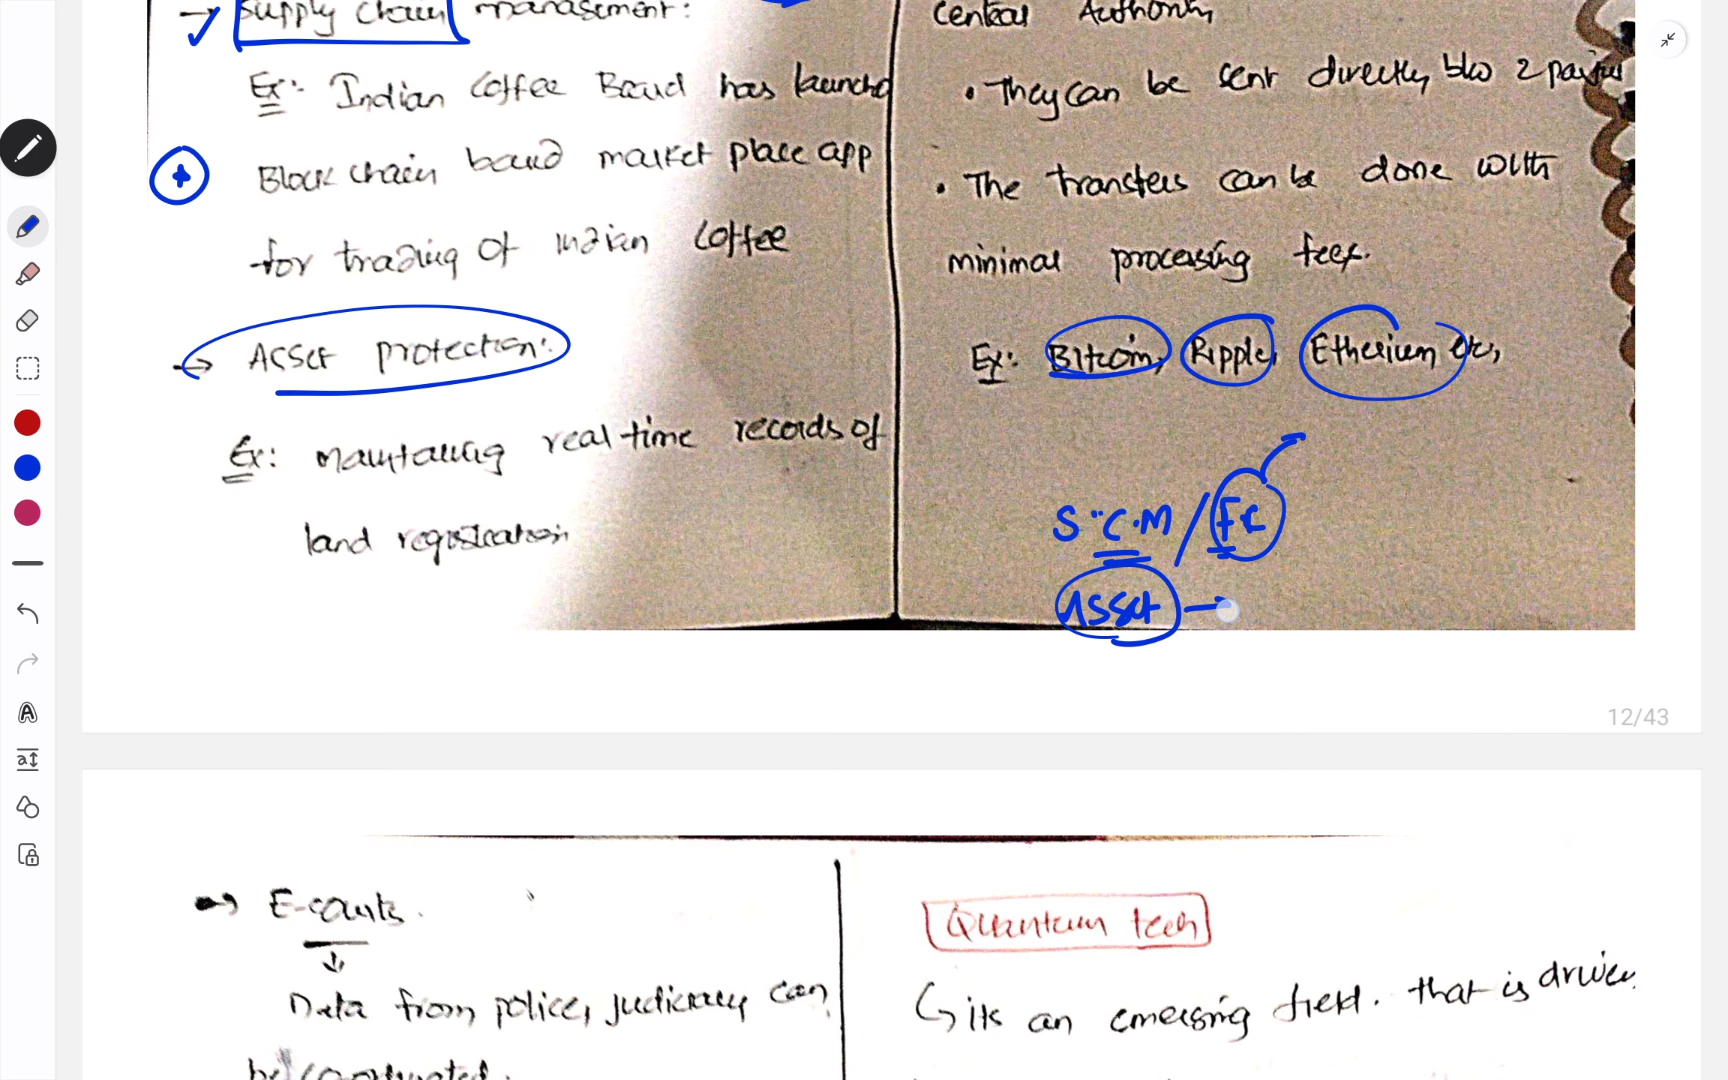 → Supply chain management:
Ex: Indian Coffee Board has launched
Block chain based market place app
for trading of Indian Coffee
→ Asset protection:
Ex: maintaining real time records of
land registration
Central Authority
• They can be sent directly b/w 2 parties
• The transfers can be done with
minimal processing fees.
Ex: Bitcoin, Ripple, Etherium etc,
S.C.M /
Asset →
12/43
→ E-courts.
Data from police, judiciary can
be
Quantum tech
↳ its an emerging field. that is driven